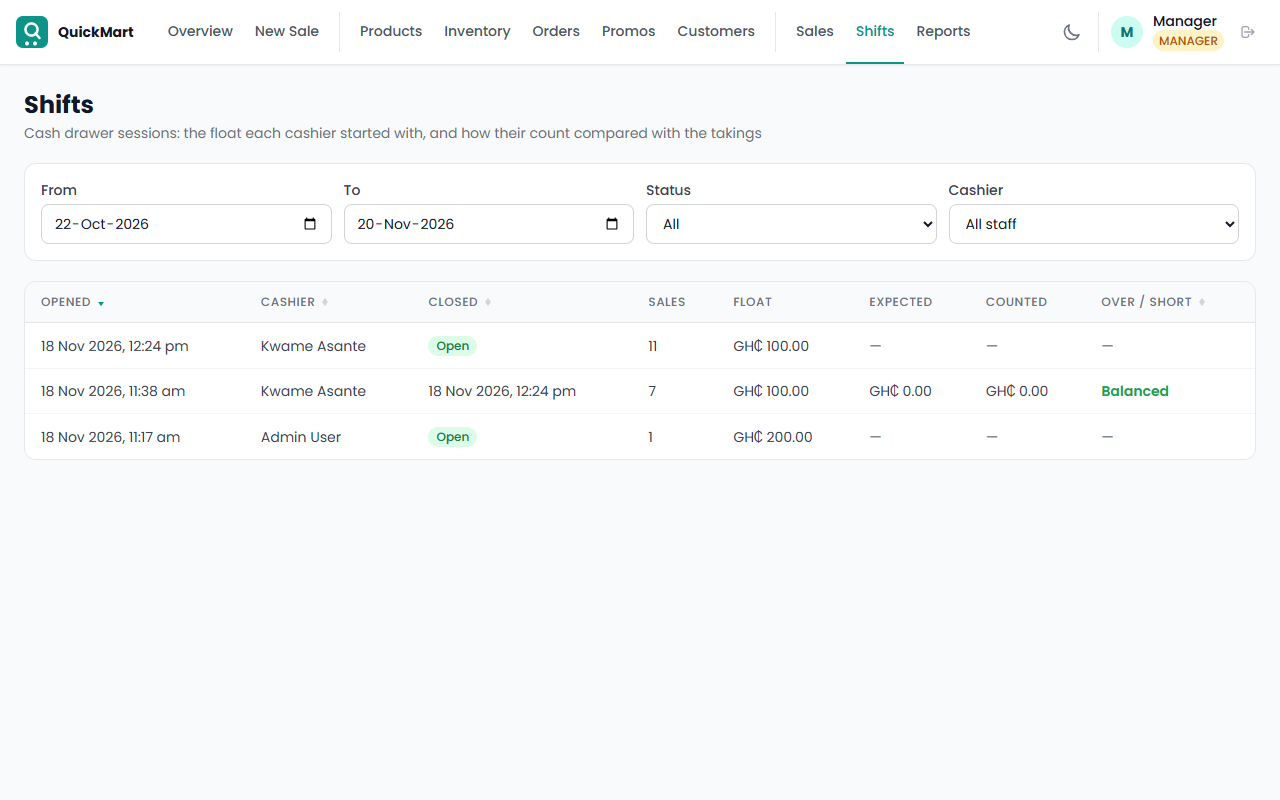 QuickMart Overview New Sale Products Inventory Orders Promos Customers Sales Shifts Reports M Manager
MANAGER
Shifts
Cash drawer sessions: the float each cashier started with, and how their count compared with the takings
From To Status Cashier
22-Oct-2026 20-Nov-2026 All All staff
OPENED CASHIER CLOSED SALES FLOAT EXPECTED COUNTED OVER / SHORT
18 Nov 2026, 12:24 pm Kwame Asante Open 11 GH₵ 100.00 — — —
18 Nov 2026, 11:38 am Kwame Asante 18 Nov 2026, 12:24 pm 7 GH₵ 100.00 GH₵ 0.00 GH₵ 0.00 Balanced
18 Nov 2026, 11:17 am Admin User Open 1 GH₵ 200.00 — — —